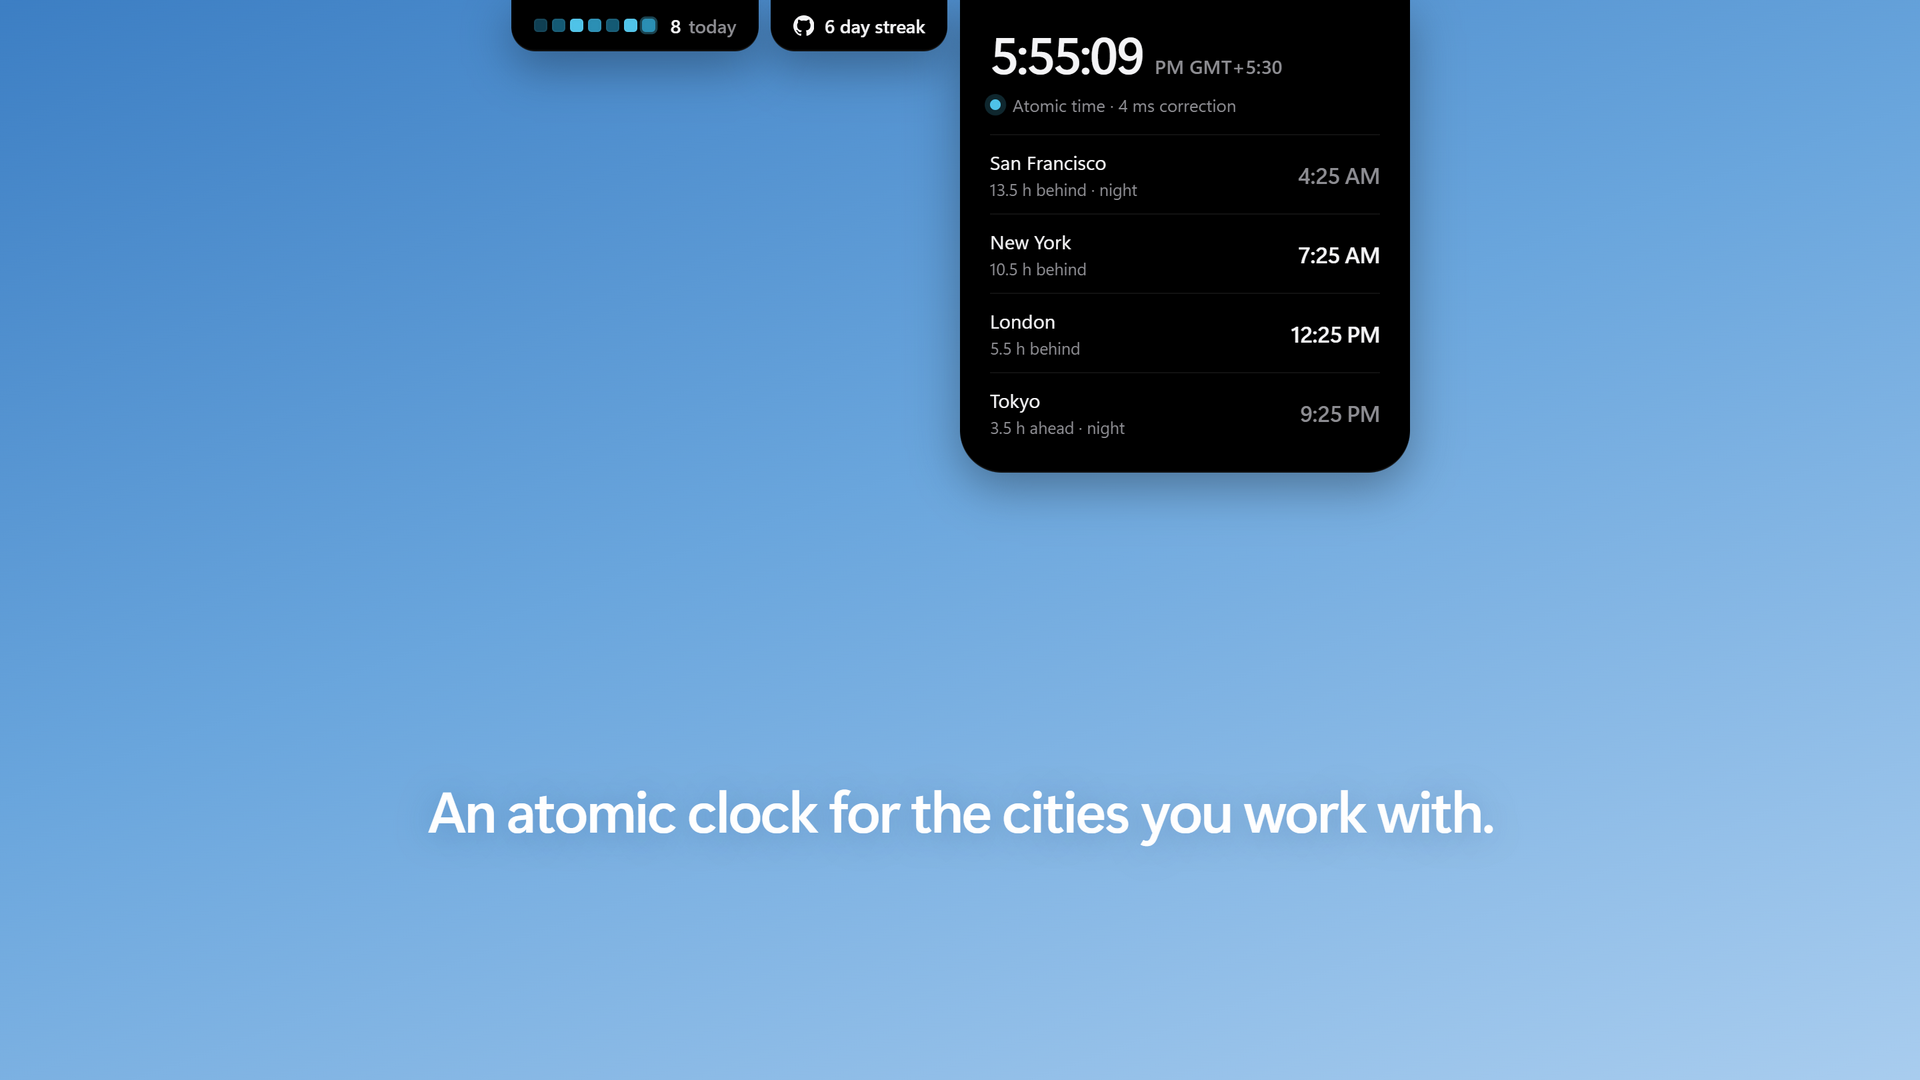 8 today
6 day streak
5:55:09 PM GMT+5:30
Atomic time · 4 ms correction
San Francisco
4:25 AM
13.5 h behind · night
New York
7:25 AM
10.5 h behind
London
12:25 PM
5.5 h behind
Tokyo
9:25 PM
3.5 h ahead · night
An atomic clock for the cities you work with.